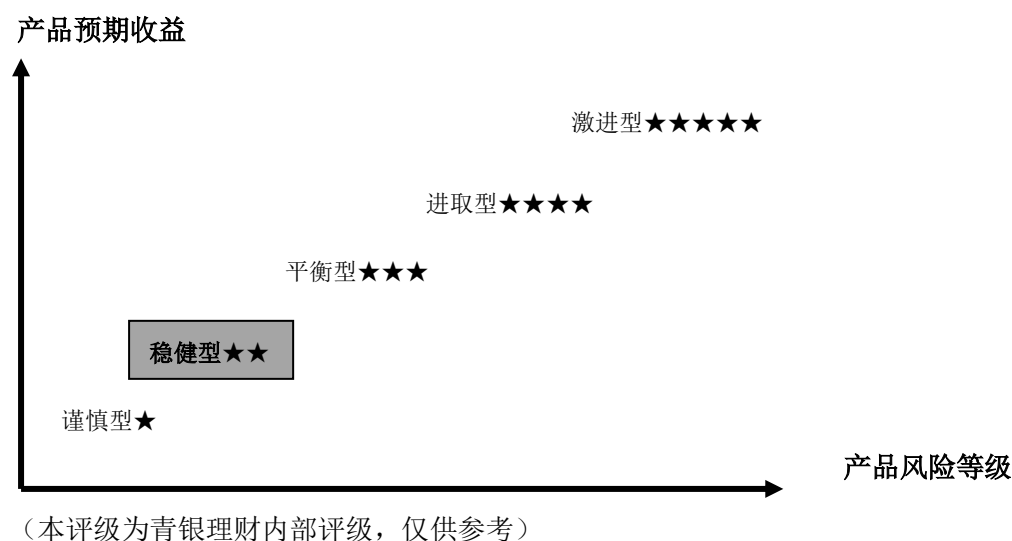 产品预期收益
激进型★★★★★
进取型★★★★
平衡型★★★
稳健型★★
谨慎型★
产品风险等级
（本评级为青银理财内部评级，仅供参考）